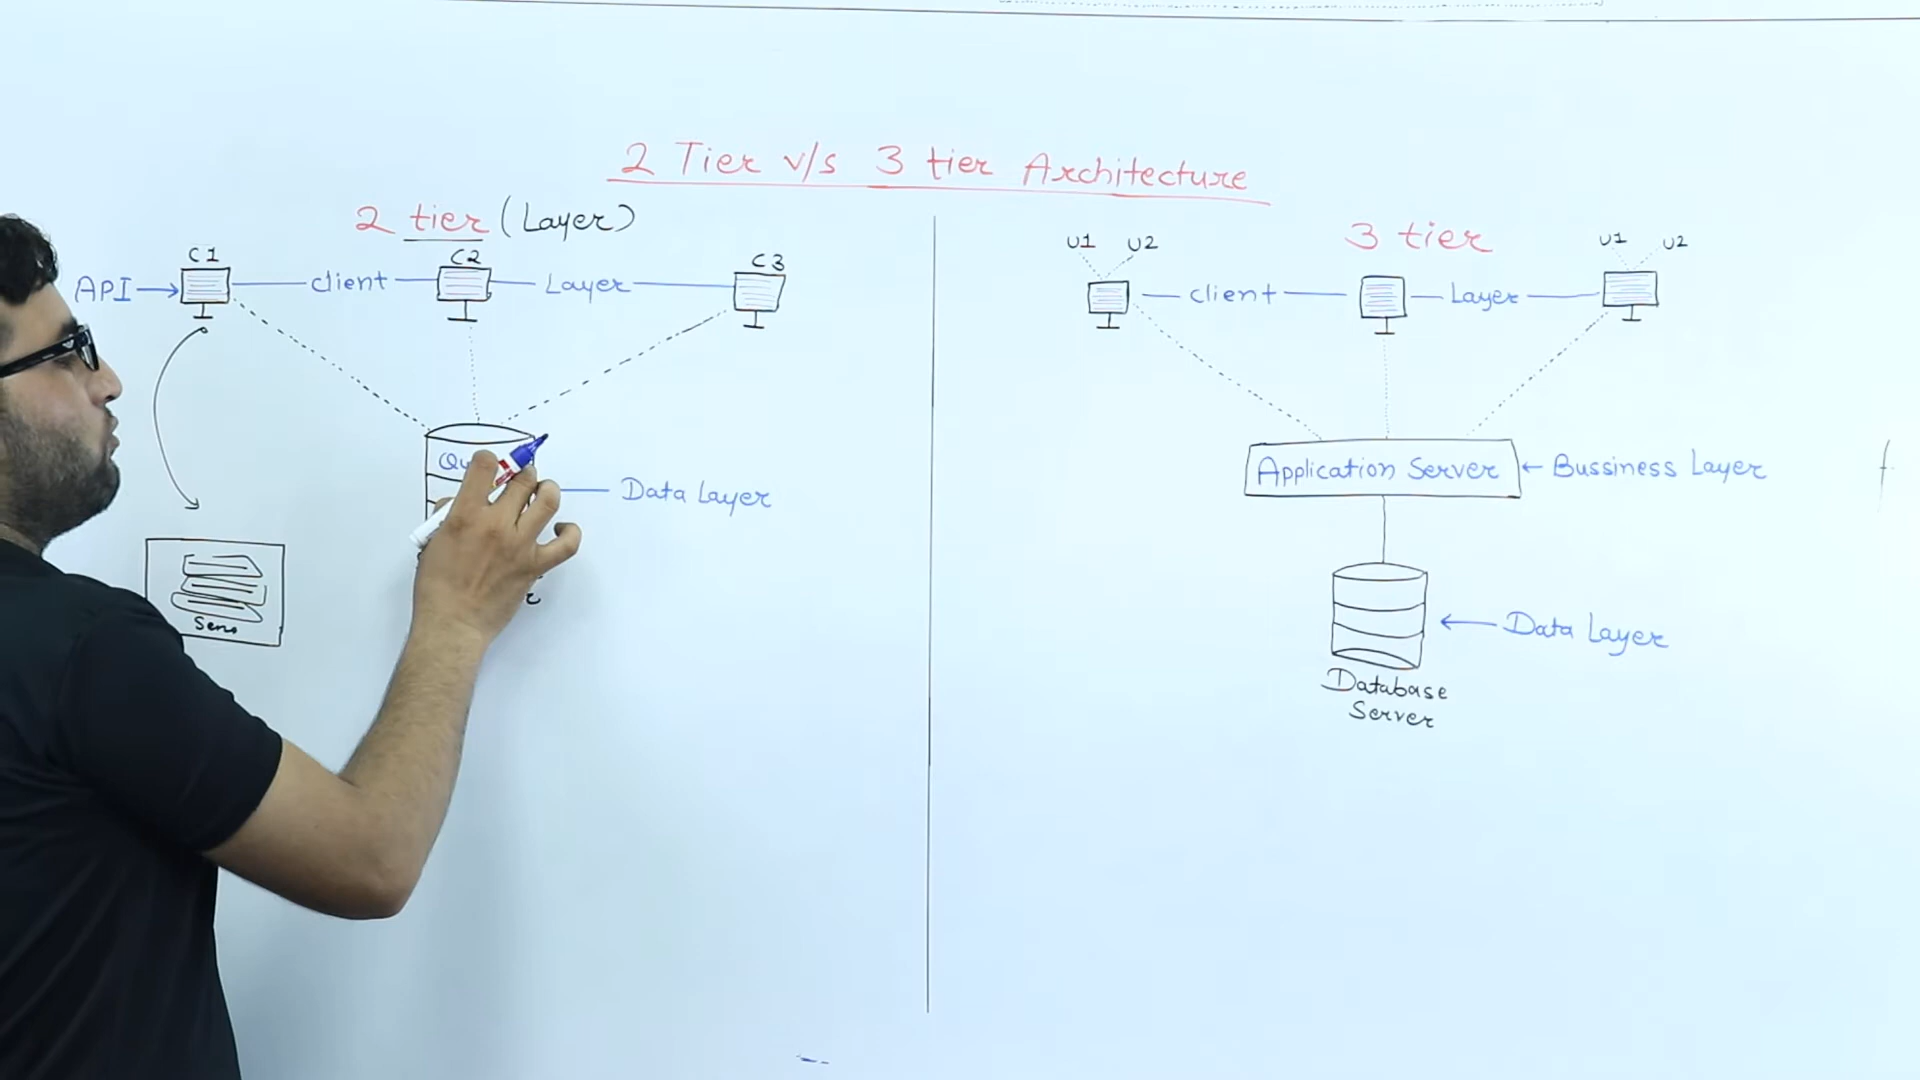 2 Tier v/s 3 tier Architecture
2 tier (Layer)
C1
C2
C3
API
client
Layer
Data Layer
3 tier
U1 U2
U1 U2
client
Layer
Application Server
Bussiness Layer
Data Layer
Database
Server